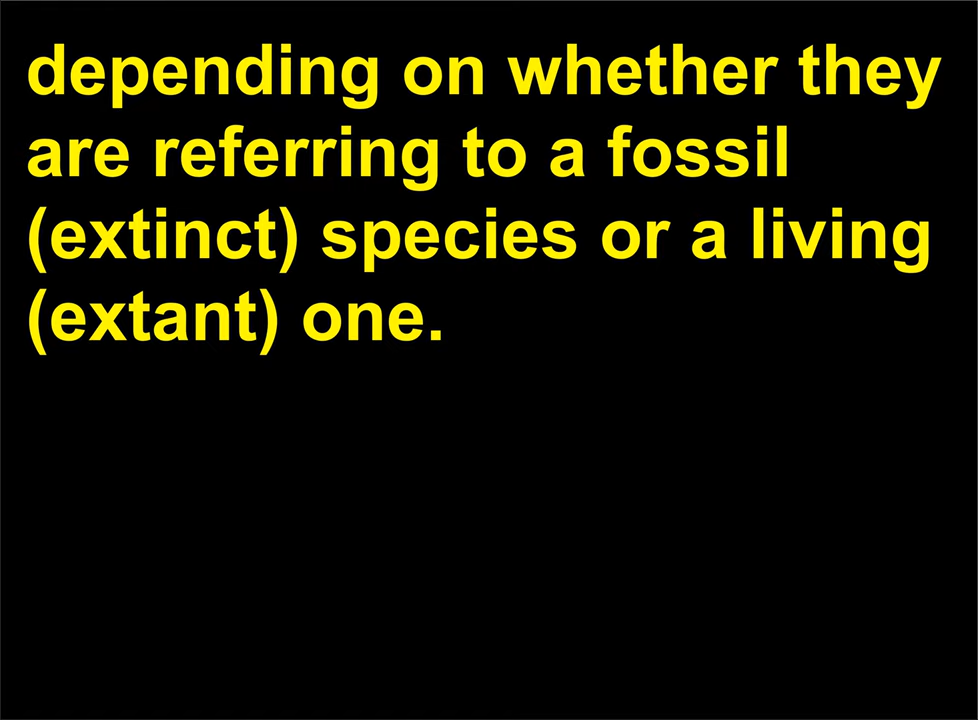 depending on whether they
are referring to a fossil
(extinct) species or a living
(extant) one.